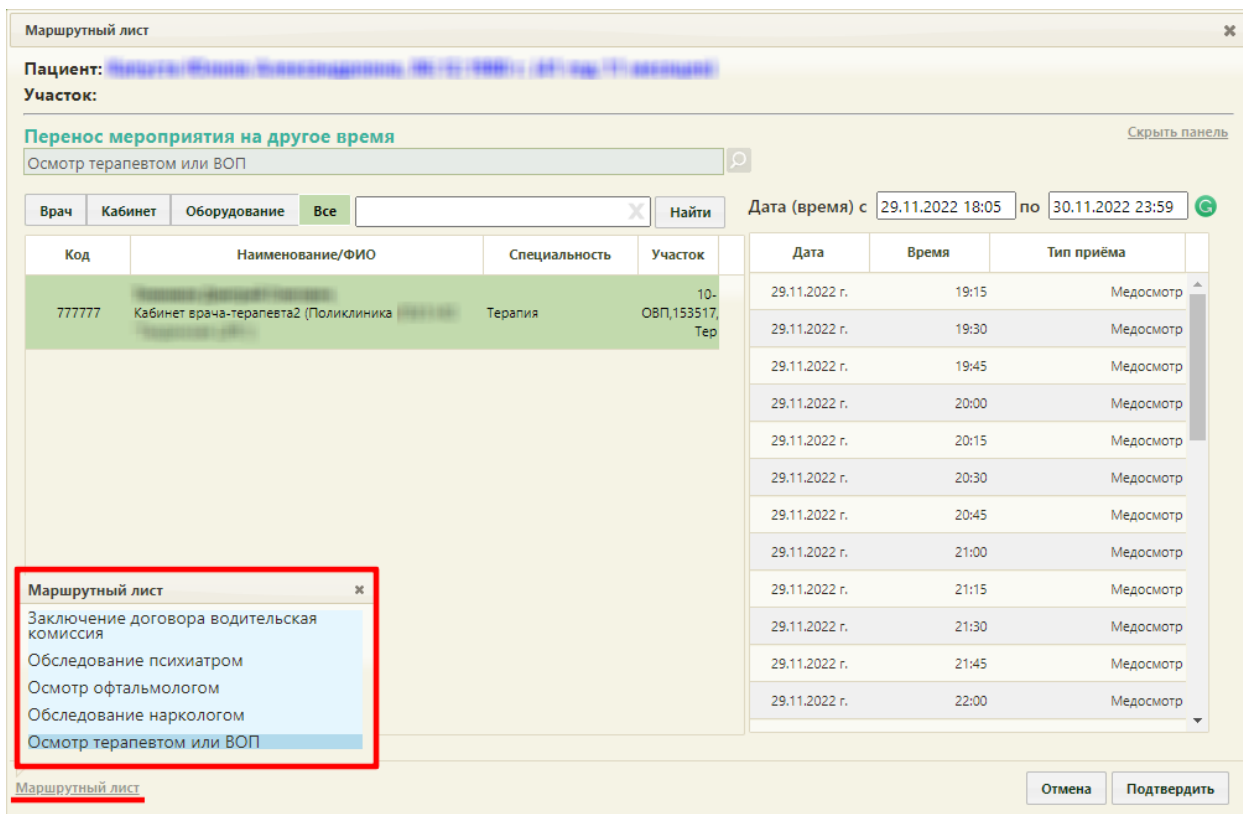 Маршрутный лист
Пациент:
Участок:
Перенос мероприятия на другое время
Скрыть панель
Осмотр терапевтом или ВОП
Врач Кабинет Оборудование Все Найти
Дата (время) с 29.11.2022 18:05 по 30.11.2022 23:59
Код Наименование/ФИО Специальность Участок
777777 Кабинет врача-терапевта2 (Поликлиника Терапия
10-
ОВП,153517,
Тер
Дата Время Тип приёма
29.11.2022 г. 19:15 Медосмотр
29.11.2022 г. 19:30 Медосмотр
29.11.2022 г. 19:45 Медосмотр
29.11.2022 г. 20:00 Медосмотр
29.11.2022 г. 20:15 Медосмотр
29.11.2022 г. 20:30 Медосмотр
29.11.2022 г. 20:45 Медосмотр
29.11.2022 г. 21:00 Медосмотр
29.11.2022 г. 21:15 Медосмотр
29.11.2022 г. 21:30 Медосмотр
29.11.2022 г. 21:45 Медосмотр
29.11.2022 г. 22:00 Медосмотр
Маршрутный лист
Заключение договора водительская
комиссия
Обследование психиатром
Осмотр офтальмологом
Обследование наркологом
Осмотр терапевтом или ВОП
Маршрутный лист
Отмена Подтвердить